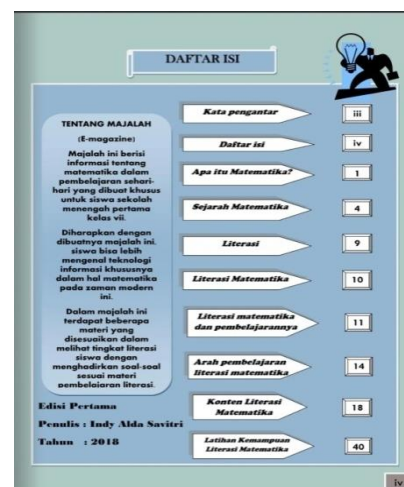 DAFTAR ISI
TENTANG MAJALAH
(E-magazine)
Majalah ini berisi
informasi tentang
matematika dalam
pembelajaran sehari-
hari yang dibuat khusus
untuk siswa sekolah
menengah pertama
kelas vii.
Diharapkan dengan
dibuatnya majalah ini,
siswa bisa lebih
mengenal teknologi
informasi khususnya
dalam hal matematika
pada zaman modern
ini.
Dalam majalah ini
terdapat beberapa
materi yang
disesuaikan dalam
melihat tingkat literasi
siswa dengan
menghadirkan soal-soal
sesuai materi
pembelajaran literasi.
Edisi Pertama
Penulis : Indy Alda Savitri
Tahun : 2018
Kata pengantar iii
Daftar isi iv
Apa itu Matematika? 1
Sejarah Matematika 4
Literasi 9
Literasi Matematika 10
Literasi matematika
dan pembelajarannya 11
Arah pembelajaran
literasi matematika 14
Konten Literasi
Matematika 18
Latihan Kemampuan
Literasi Matematika 40
iv